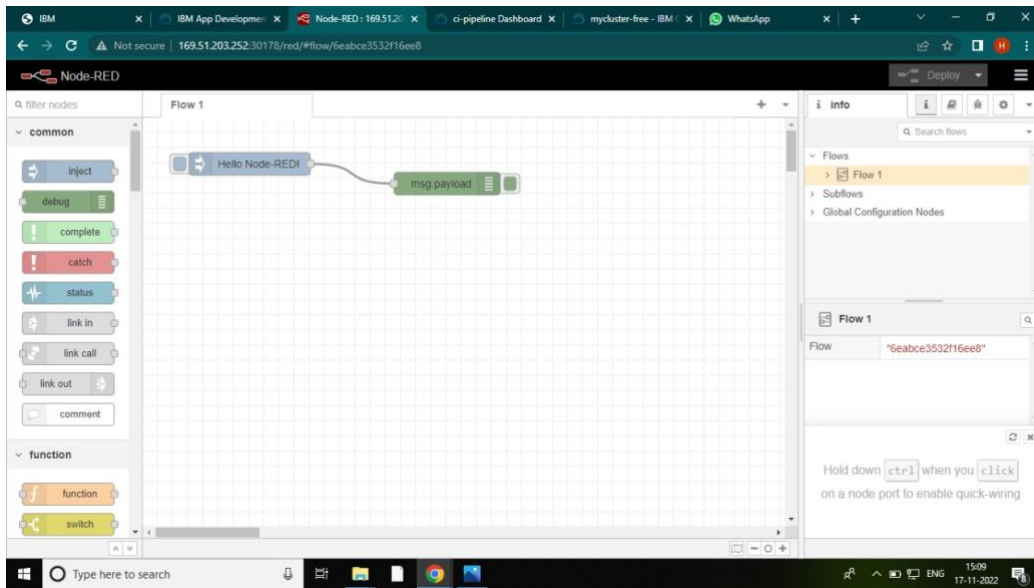 IBM
IBM App Developmen
Node-RED : 169.51.20
ci-pipeline Dashboard
mycluster-free - IBM
WhatsApp
Not secure
169.51.203.252:30178/red/#flow/6eabce3532f16ee8
H
Node-RED
Deploy
filter nodes
Flow 1
i info
i
common
Search flows
Flows
Flow 1
Subflows
Global Configuration Nodes
inject
debug
complete
catch
status
link in
link call
link out
comment
function
f function
switch
Hello Node-RED!
msg.payload
Flow 1
Flow
"6eabce3532f16ee8"
Hold down ctrl when you click
on a node port to enable quick-wiring
Type here to search
ENG
15:09
17-11-2022